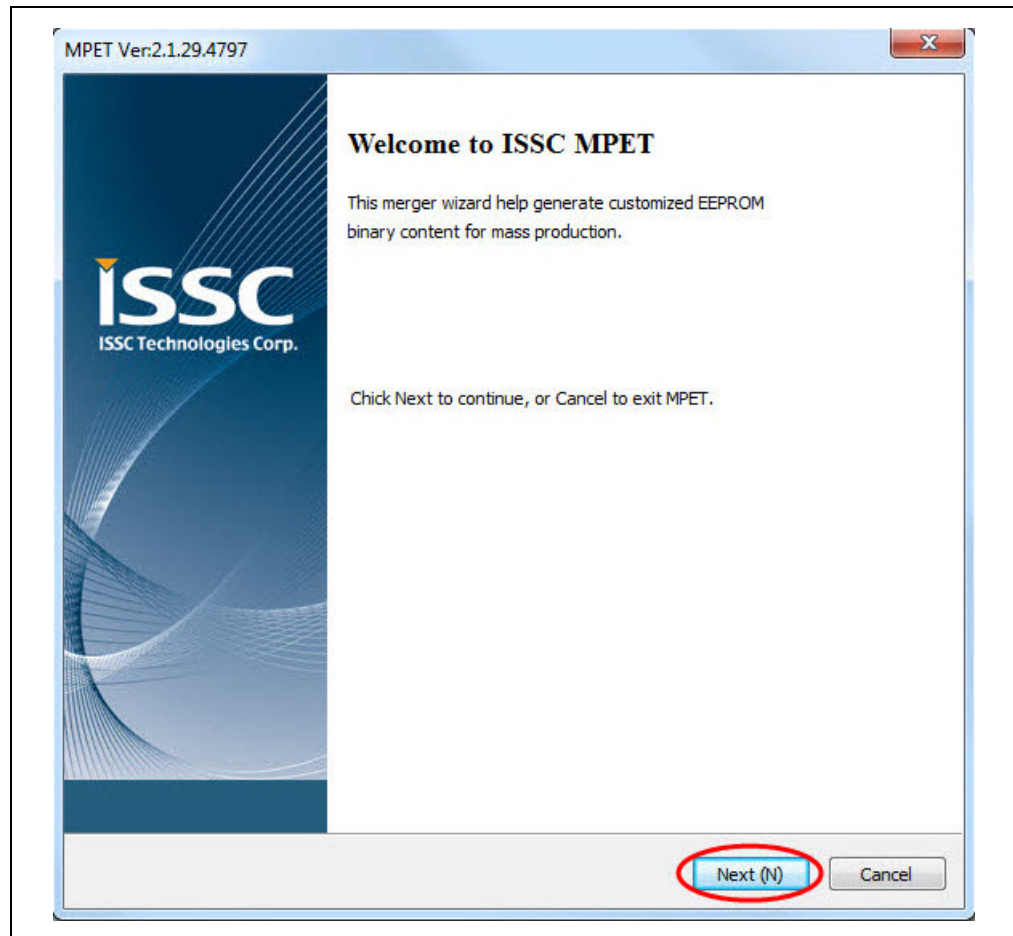 MPET Ver:2.1.29.4797
Welcome to ISSC MPET
This merger wizard help generate customized EEPROM
binary content for mass production.
ISSC
ISSC Technologies Corp.
Chick Next to continue, or Cancel to exit MPET.
Next (N)
Cancel